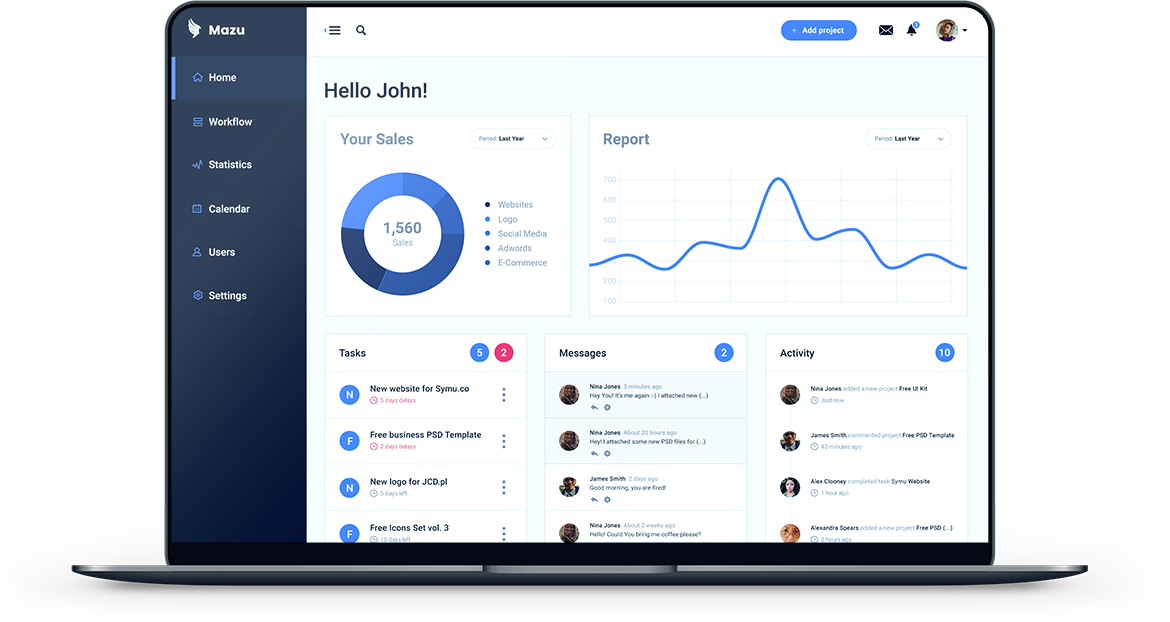 Mazu
Add project
3
Home
Workflow
Statistics
Calendar
Users
Settings
Hello John!
Your Sales
Period: Last Year
1,560
Sales
Websites
Logo
Social Media
Adwords
E-Commerce
Report
Period: Last Year
700
600
500
400
200
100
Tasks
5
2
N
New website for Symu.co
5 days delays
F
Free business PSD Template
2 days delays
N
New logo for JCD.pl
5 days left
F
Free Icons Set vol. 3
10 days left
Messages
2
Nina Jones 5 minutes ago
Hey You! It's me again :-) I attached new (...)
Nina Jones About 20 hours ago
Hey! I attached some new PSD files for (...)
James Smith 2 days ago
Good morning, you are fired!
Nina Jones About 2 weeks ago
Hello! Could You bring me coffee please?
Activity
10
Nina Jones added a new project Free UI Kit
Just now
James Smith commented project Free PSD Template
40 minutes ago
Alex Clooney completed task Symu Website
1 hour ago
Alexandra Spears added a new project Free PSD (...)
3 hours ago